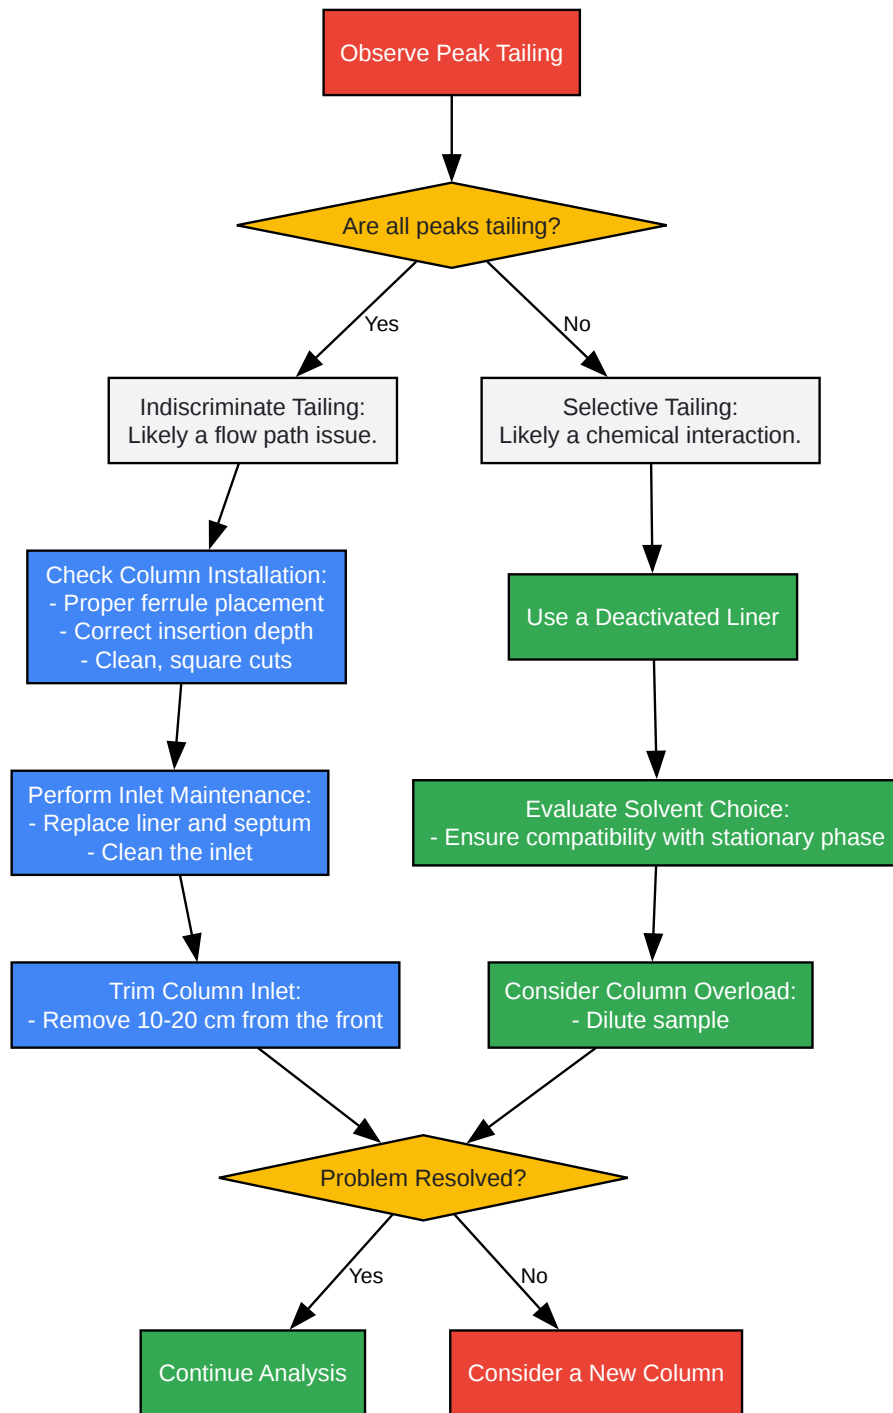 Observe Peak Tailing
Are all peaks tailing?
Yes
No
Indiscriminate Tailing:
Likely a flow path issue.
Selective Tailing:
Likely a chemical interaction.
Check Column Installation:
- Proper ferrule placement
- Correct insertion depth
- Clean, square cuts
Use a Deactivated Liner
Perform Inlet Maintenance:
- Replace liner and septum
- Clean the inlet
Evaluate Solvent Choice:
- Ensure compatibility with stationary phase
Trim Column Inlet:
- Remove 10-20 cm from the front
Consider Column Overload:
- Dilute sample
Problem Resolved?
Yes
No
Continue Analysis
Consider a New Column